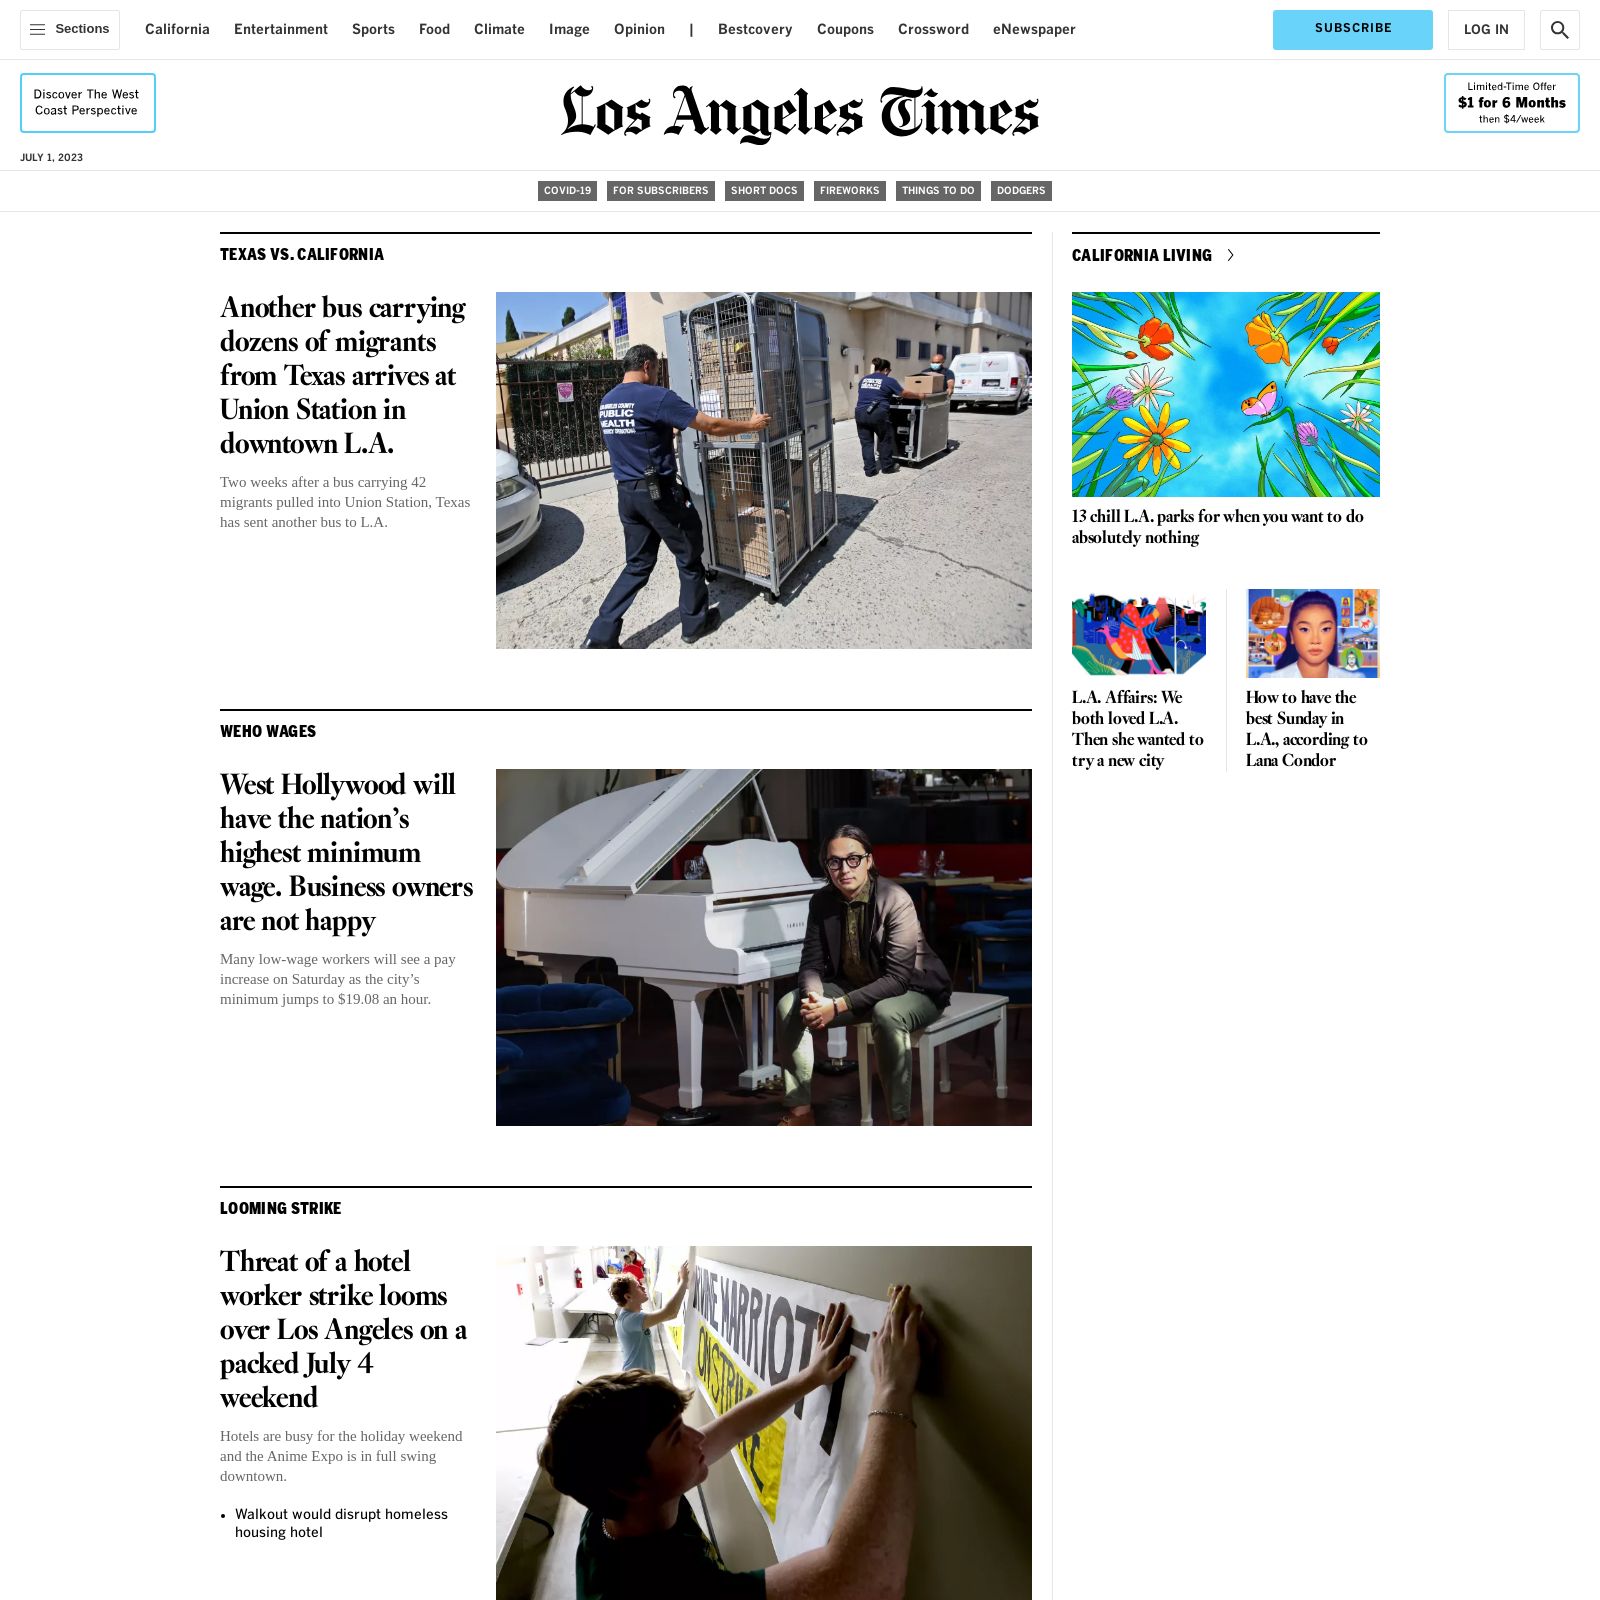 Sections
California
Entertainment
Sports
Food
Climate
Image
Opinion
|
Bestcovery
Coupons
Crossword
eNewspaper
SUBSCRIBE
LOG IN
Discover The West
Coast Perspective
Los Angeles Times
Limited-Time Offer
$1 for 6 Months
then $4/week
JULY 1, 2023
COVID-19
FOR SUBSCRIBERS
SHORT DOCS
FIREWORKS
THINGS TO DO
DODGERS
TEXAS VS. CALIFORNIA
Another bus carrying
dozens of migrants
from Texas arrives at
Union Station in
downtown L.A.
Two weeks after a bus carrying 42
migrants pulled into Union Station, Texas
has sent another bus to L.A.
PUBLIC
HEALTH
WEHO WAGES
West Hollywood will
have the nation’s
highest minimum
wage. Business owners
are not happy
Many low-wage workers will see a pay
increase on Saturday as the city’s
minimum jumps to $19.08 an hour.
YAMAHA
LOOMING STRIKE
Threat of a hotel
worker strike looms
over Los Angeles on a
packed July 4
weekend
Hotels are busy for the holiday weekend
and the Anime Expo is in full swing
downtown.
• Walkout would disrupt homeless
housing hotel
MARRIOTT
ON STRIKE
CALIFORNIA LIVING
13 chill L.A. parks for when you want to do
absolutely nothing
L.A. Affairs: We
both loved L.A.
Then she wanted to
try a new city
How to have the
best Sunday in
L.A., according to
Lana Condor